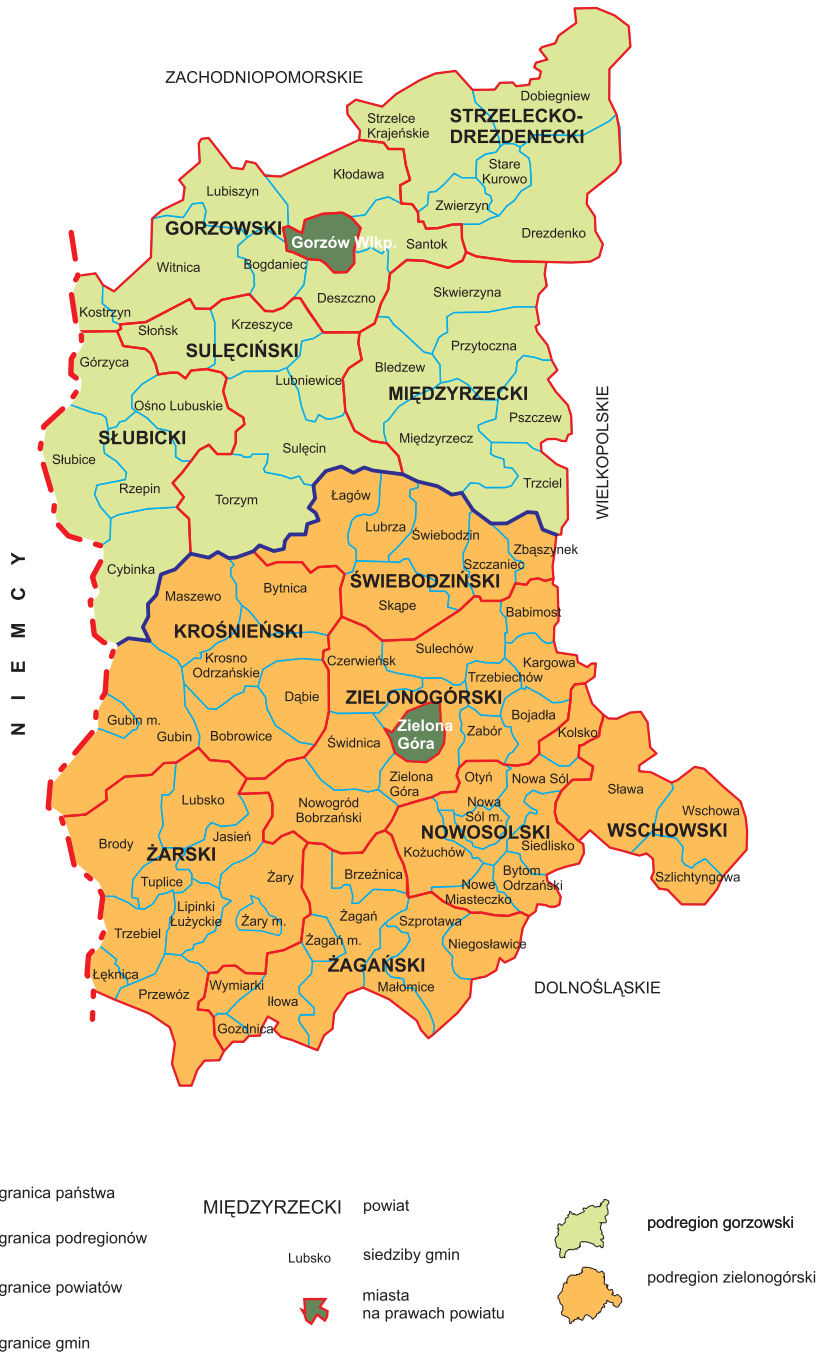 ZACHODNIOPOMORSKIE
Dobiegniew
STRZELECKO-
DREZDENECKI
Strzelce
Krajeńskie
Stare
Kurowo
Kłodawa
Lubiszyn
Zwierzyn
GORZOWSKI
Gorzów Wlkp.
Santok
Drezdenko
Witnica
Bogdaniec
Deszczno
Skwierzyna
Kostrzyn
Słońsk
Krzeszyce
SULĘCIŃSKI
Przytoczna
Górzyca
Bledzew
Lubniewice
MIĘDZYRZECKI
Ośno Lubuskie
Pszczew
SŁUBICKI
Międzyrzecz
Sulęcin
Słubice
Rzepin
Torzym
Trzciel
WIELKOPOLSKIE
Łagów
Lubrza
Świebodzin
Zbąszynek
Szczaniec
Cybinka
ŚWIEBODZIŃSKI
Maszewo
Bytnica
Skąpe
Babimost
NIEMCY
KROŚNIEŃSKI
Sulechów
Krosno
Odrzańskie
Czerwieńsk
Kargowa
Trzebiechów
Dąbie
ZIELONOGÓRSKI
Gubin m.
Bojadła
Zielona
Góra
Zabór
Kolsko
Gubin
Bobrowice
Świdnica
Zielona
Góra
Otyń
Nowa Sól
Sława
Lubsko
Nowogród
Bobrzański
Nowa
Sól m.
Wschowa
NOWOSOLSKI
WSCHOWSKI
Brody
Jasień
Siedlisko
ŻARSKI
Kożuchów
Szlichtyngowa
Tuplice
Żary
Brzeźnica
Bytom
Odrzański
Nowe
Miasteczko
Lipinki
Łużyckie
Żary m.
Żagań
Szprotawa
Trzebiel
Żagań m.
Niegosławice
ŻAGAŃSKI
Łęknica
Przewóz
Wymiarki
Iłowa
Małomice
DOLNOŚLĄSKIE
Gozdnica
granica państwa
granica podregionów
granice powiatów
granice gmin
MIĘDZYRZECKI powiat
Lubsko siedziby gmin
miasta
na prawach powiatu
podregion gorzowski
podregion zielonogórski